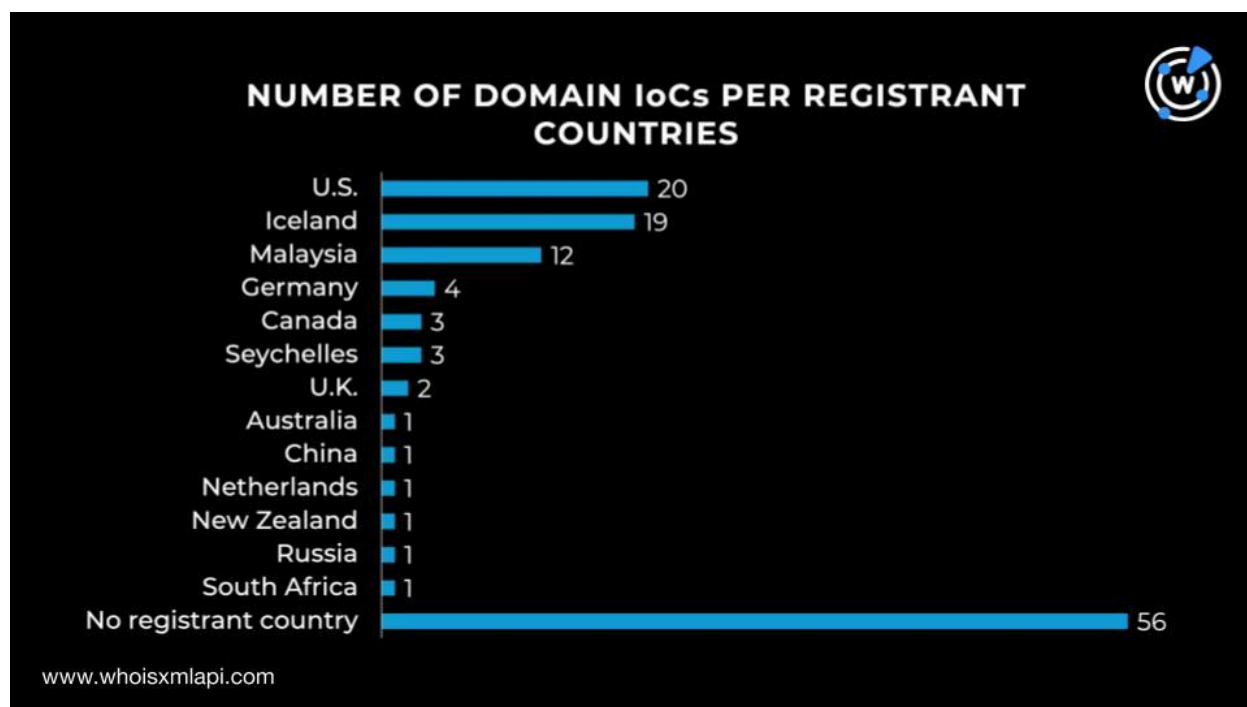 W
NUMBER OF DOMAIN IoCs PER REGISTRANT
COUNTRIES
U.S. 20
Iceland 19
Malaysia 12
Germany 4
Canada 3
Seychelles 3
U.K. 2
Australia 1
China 1
Netherlands 1
New Zealand 1
Russia 1
South Africa 1
No registrant country 56
www.whoisxmlapi.com